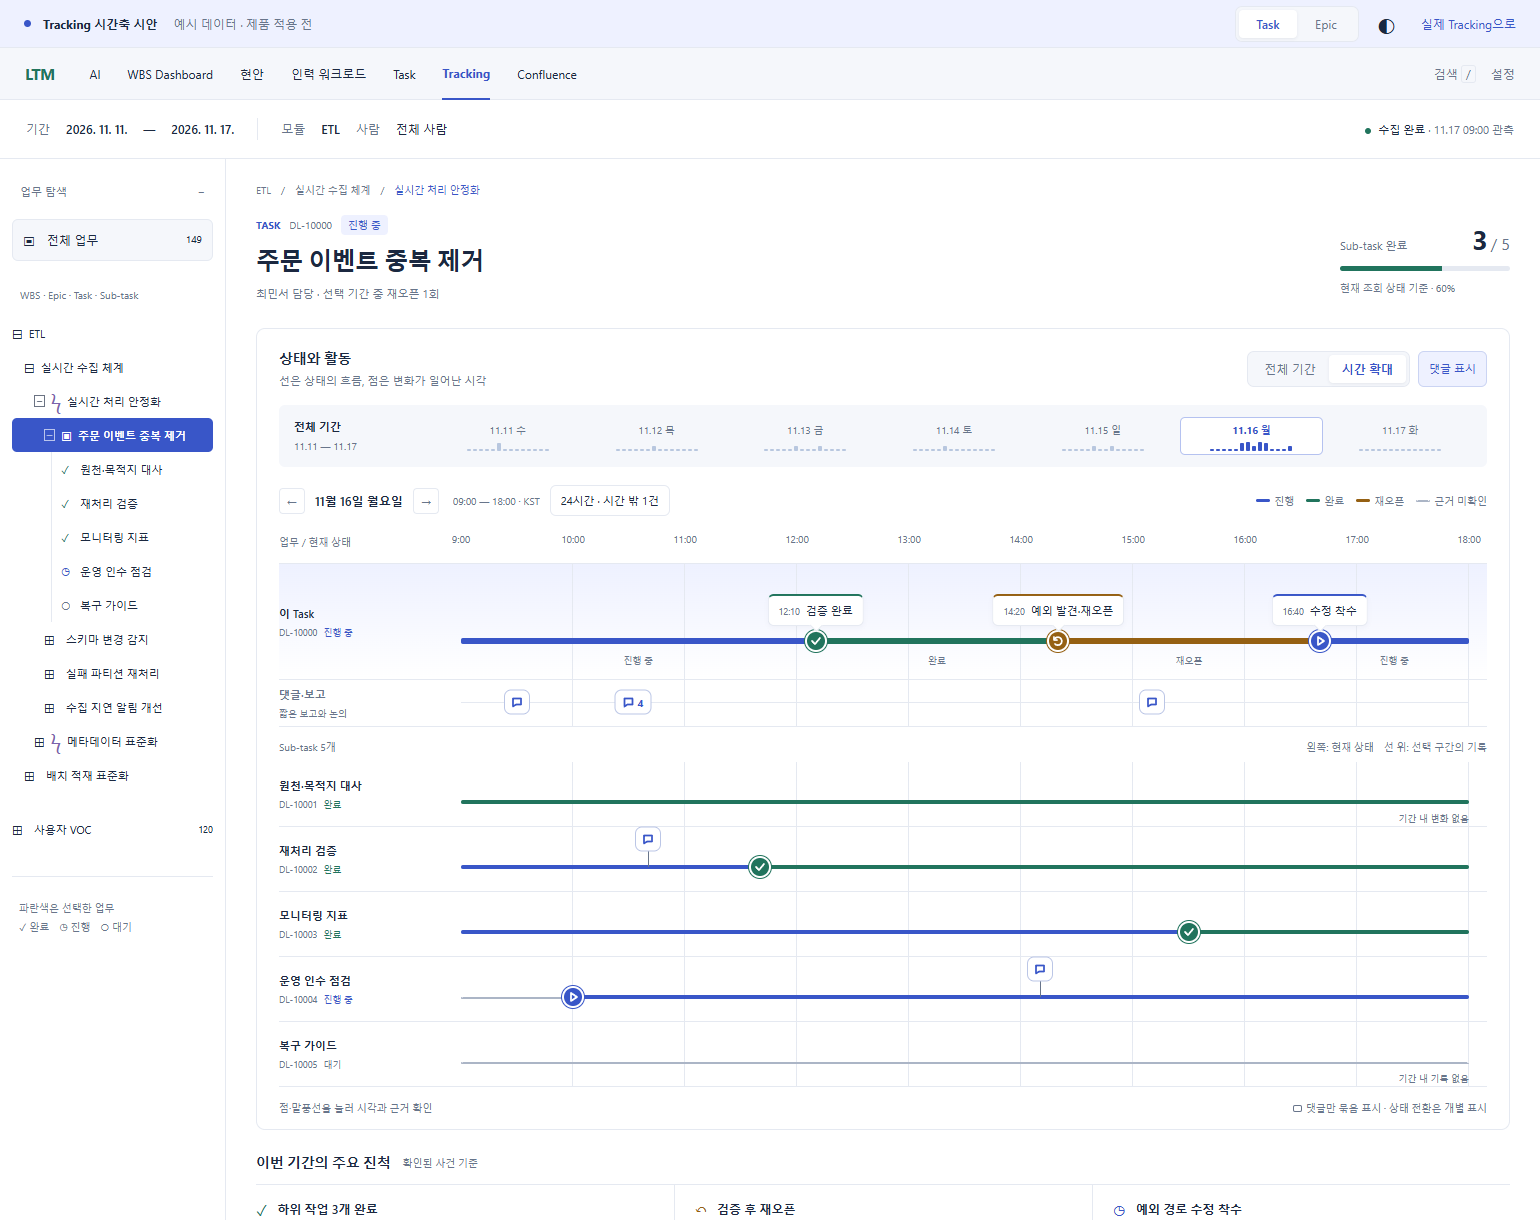 Tracking 시간축 시안 예시 데이터 · 제품 적용 전 Task Epic 실제 Tracking으로
LTM AI WBS Dashboard 현안 인력 워크로드 Task Tracking Confluence 검색 / 설정
기간 2026. 11. 11. — 2026. 11. 17. 모듈 ETL 사람 전체 사람 수집 완료 · 11.17 09:00 관측
업무 탐색 −
전체 업무 149
WBS · Epic · Task · Sub-task
ETL
실시간 수집 체계
실시간 처리 안정화
주문 이벤트 중복 제거
원천·목적지 대사
재처리 검증
모니터링 지표
운영 인수 점검
복구 가이드
스키마 변경 감지
실패 파티션 재처리
수집 지연 알림 개선
메타데이터 표준화
배치 적재 표준화
사용자 VOC 120
파란색은 선택한 업무
✓ 완료 진행 대기
ETL / 실시간 수집 체계 / 실시간 처리 안정화
TASK DL-10000 진행 중
주문 이벤트 중복 제거
최민서 담당 · 선택 기간 중 재오픈 1회
Sub-task 완료 3 / 5
현재 조회 상태 기준 · 60%
상태와 활동
선은 상태의 흐름, 점은 변화가 일어난 시각
전체 기간 시간 확대 댓글 표시
전체 기간
11.11 — 11.17
11.11 수 11.12 목 11.13 금 11.14 토 11.15 일 11.16 월 11.17 화
← 11월 16일 월요일 → 09:00 — 18:00 · KST 24시간 · 시간 밖 1건
진행 완료 재오픈 근거 미확인
업무 / 현재 상태 9:00 10:00 11:00 12:00 13:00 14:00 15:00 16:00 17:00 18:00
이 Task
DL-10000 진행 중
12:10 검증 완료 14:20 예외 발견·재오픈 16:40 수정 착수
진행 중 완료 재오픈 진행 중
댓글·보고
짧은 보고와 논의
4
Sub-task 5개 왼쪽: 현재 상태 선 위: 선택 구간의 기록
원천·목적지 대사
DL-10001 완료
기간 내 변화 없음
재처리 검증
DL-10002 완료
모니터링 지표
DL-10003 완료
운영 인수 점검
DL-10004 진행 중
복구 가이드
DL-10005 대기
기간 내 기록 없음
점·말풍선을 눌러 시각과 근거 확인 댓글만 묶음 표시 · 상태 전환은 개별 표시
이번 기간의 주요 진척 확인된 사건 기준
✓ 하위 작업 3개 완료
검증 후 재오픈
예외 경로 수정 착수